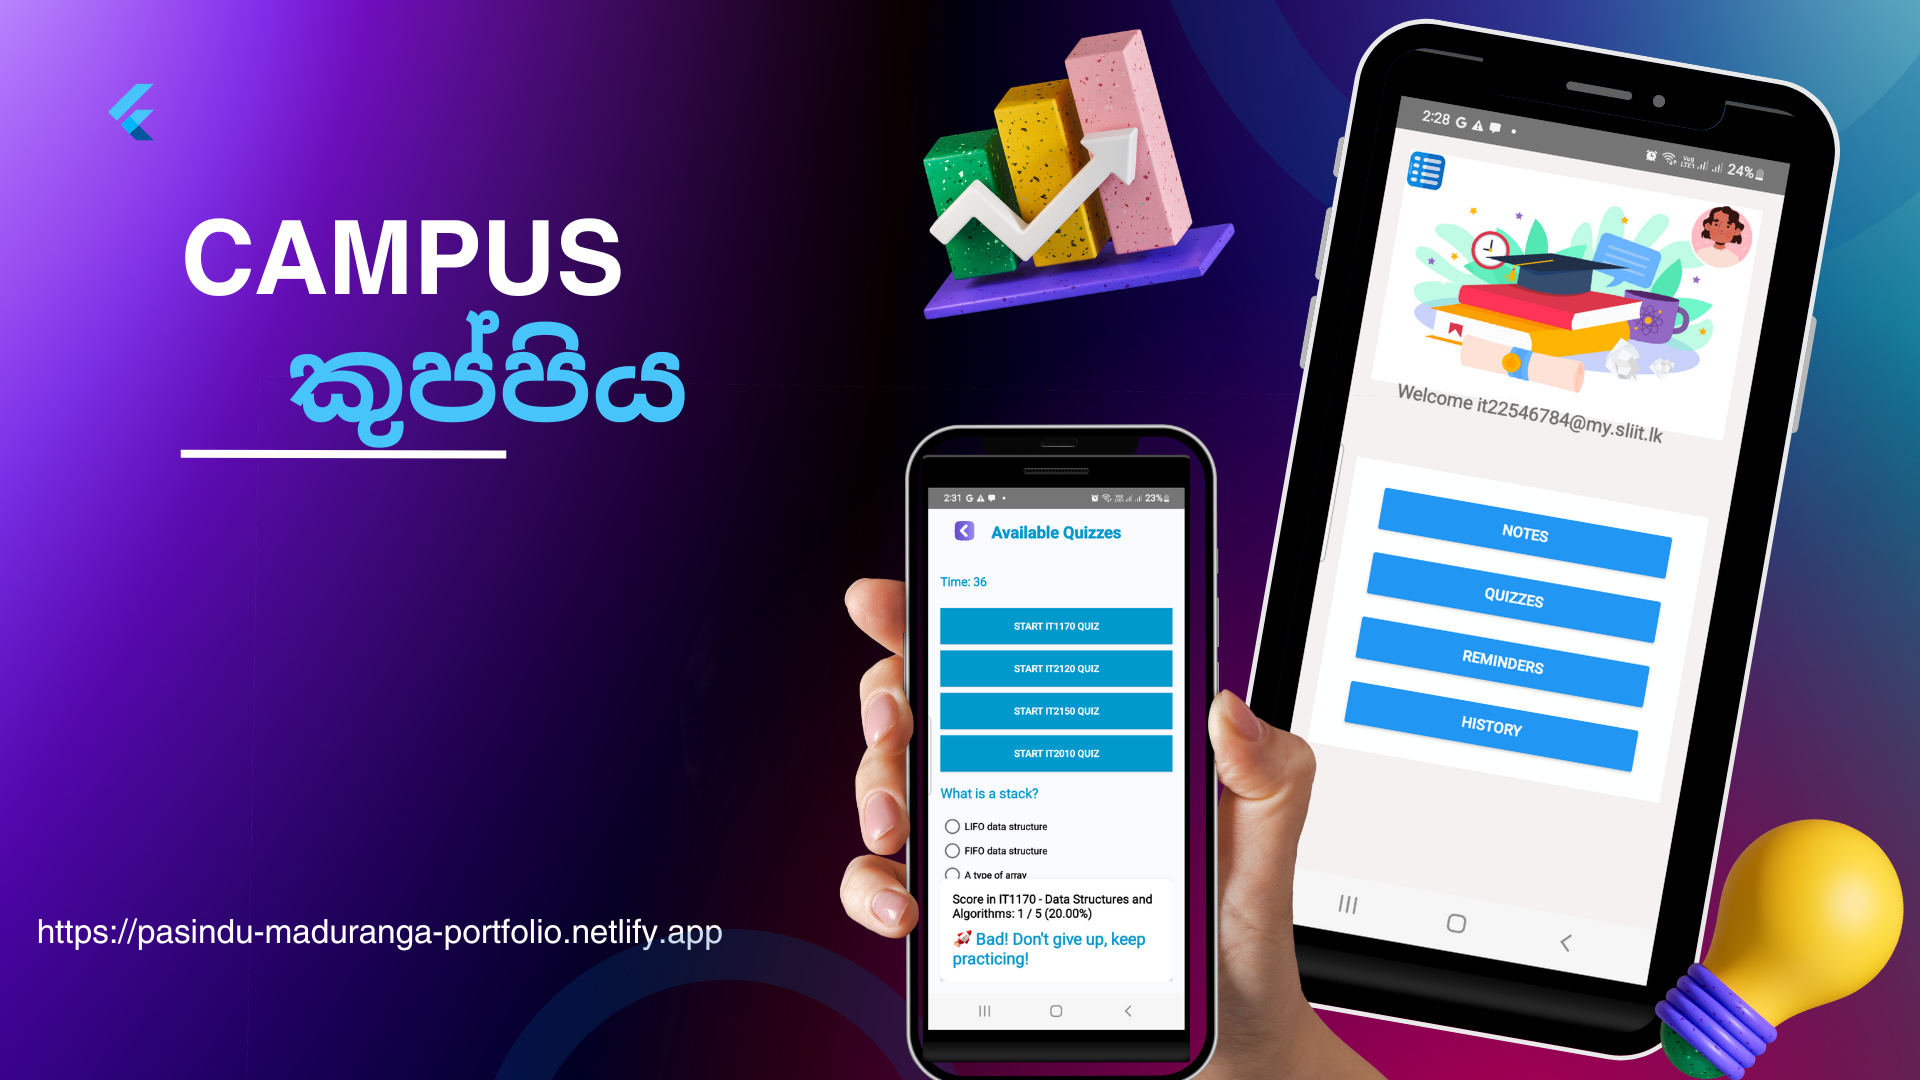 CAMPUS
කුප්පිය
https://pasindu-maduranga-portfolio.netlify.app
2:31
23%
Available Quizzes
Time: 36
START IT1170 QUIZ
START IT2120 QUIZ
START IT2150 QUIZ
START IT2010 QUIZ
What is a stack?
LIFO data structure
FIFO data structure
A type of array
Score in IT1170 - Data Structures and
Algorithms: 1 / 5 (20.00%)
🚀 Bad! Don't give up, keep
practicing!
2:28
24%
Welcome it22546784@my.sliit.lk
NOTES
QUIZZES
REMINDERS
HISTORY